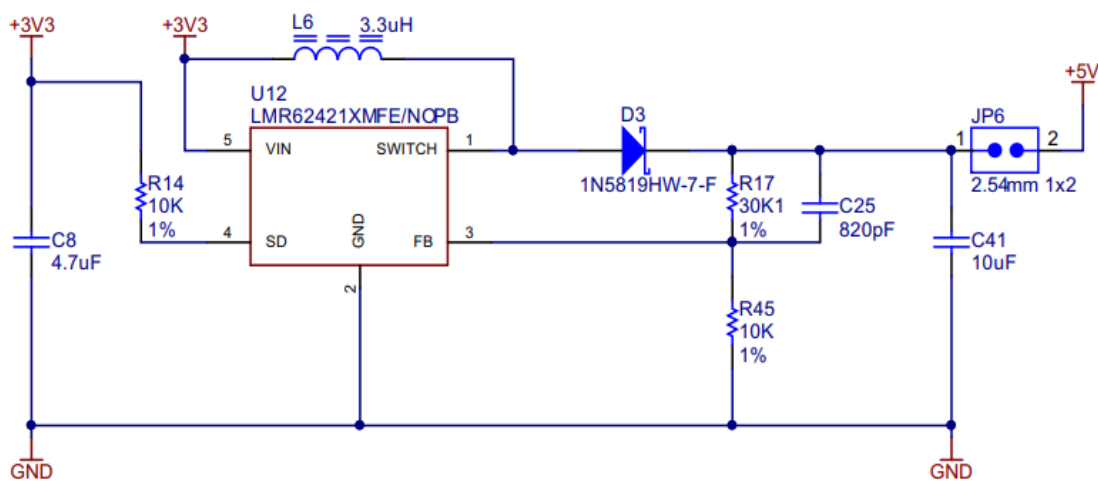 +3V3
+3V3
L6
3.3uH
U12
LMR62421XMFE/NOPB
5
VIN
SWITCH
1
D3
1N5819HW-7-F
JP6
1
2
2.54mm 1x2
+5V
R14
10K
1%
4
SD
GND
2
FB
3
R17
30K1
1%
C25
820pF
C8
4.7uF
C41
10uF
R45
10K
1%
GND
GND